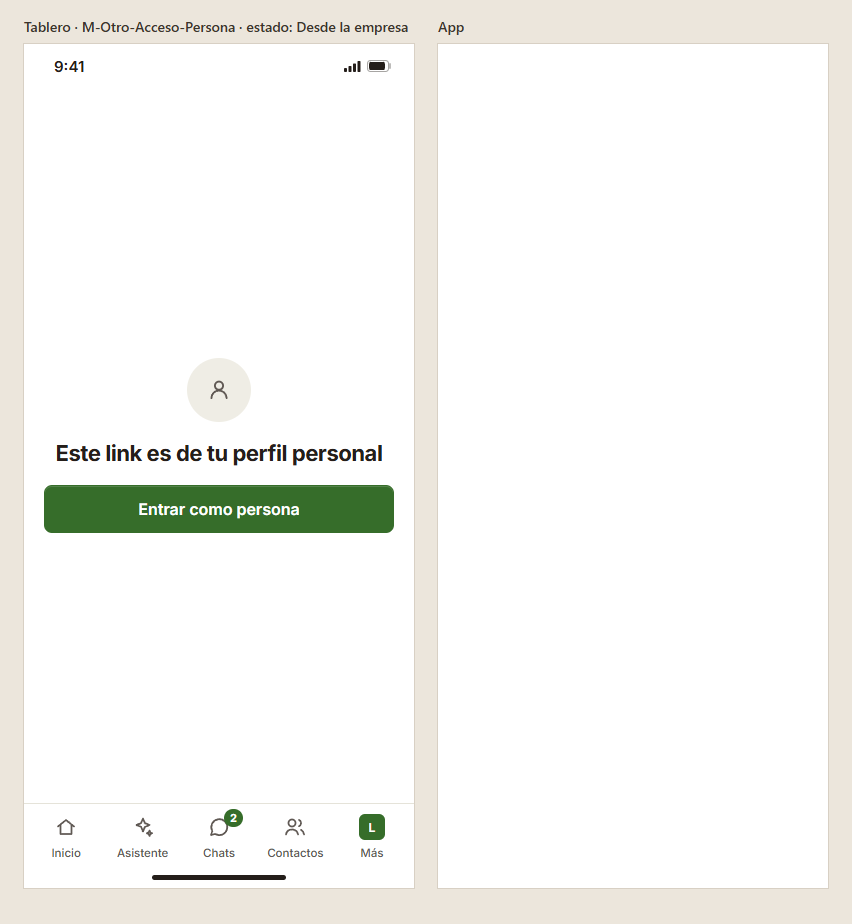 Tablero · M-Otro-Acceso-Persona · estado: Desde la empresa
App
9:41
Este link es de tu perfil personal
Entrar como persona
2
L
Inicio
Asistente
Chats
Contactos
Más